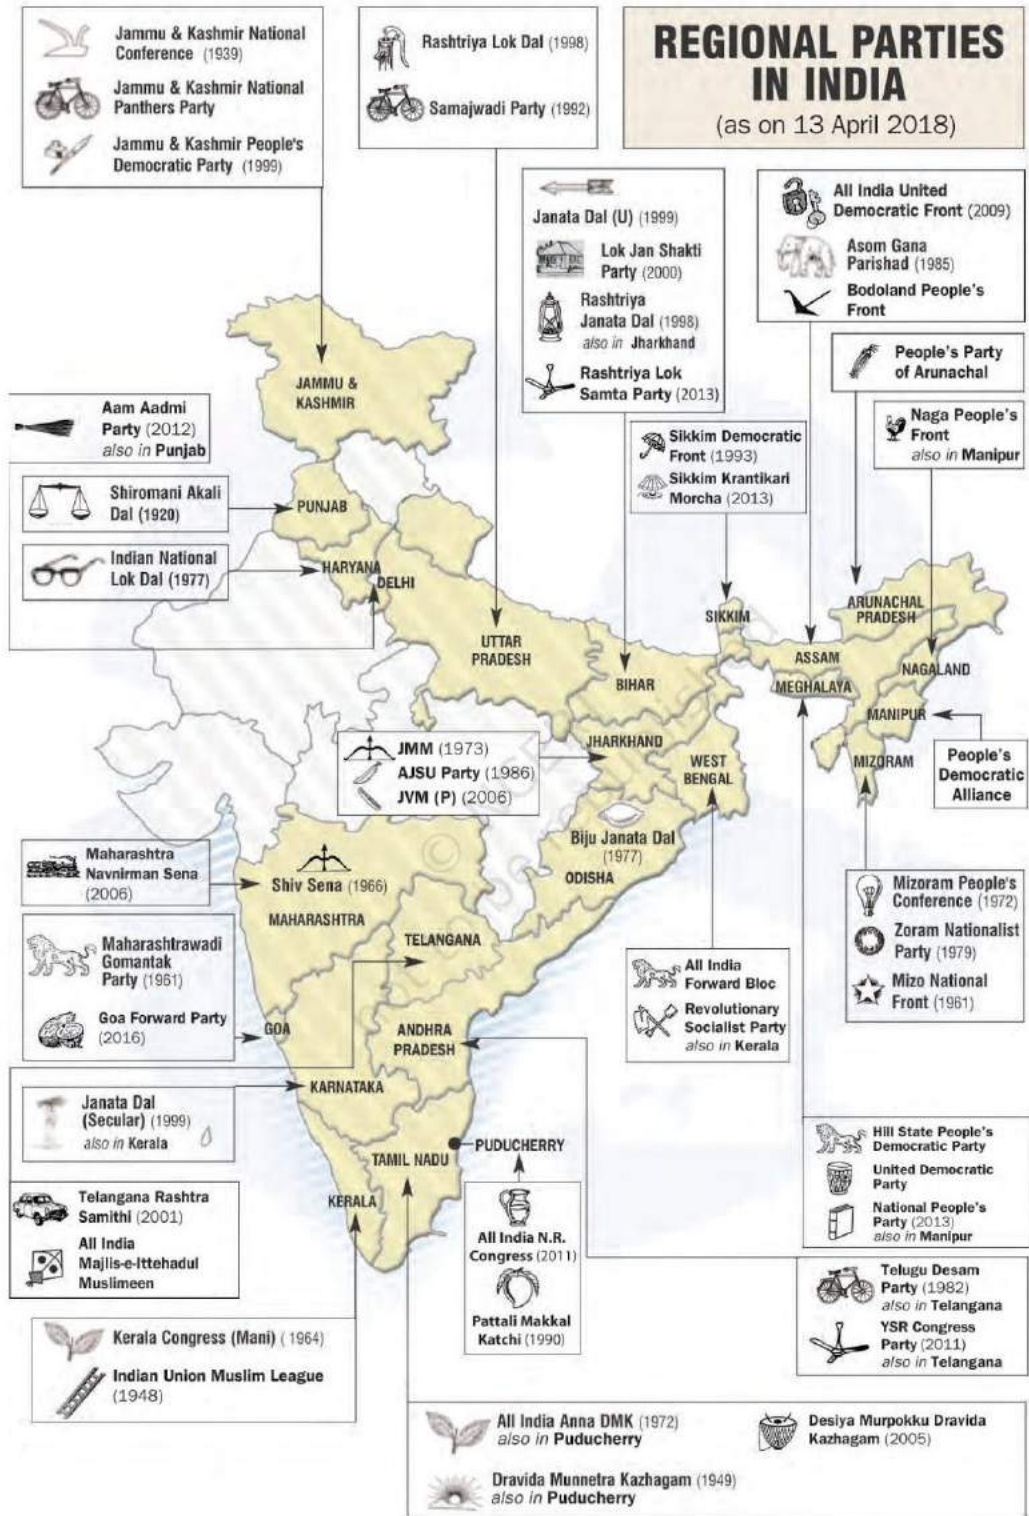 REGIONAL PARTIES
IN INDIA
(as on 13 April 2018)
Jammu & Kashmir National
Conference (1939)
Jammu & Kashmir National
Panthers Party
Jammu & Kashmir People's
Democratic Party (1999)
Rashtriya Lok Dal (1998)
Samajwadi Party (1992)
Janata Dal (U) (1999)
Lok Jan Shakti
Party (2000)
Rashtriya
Janata Dal (1998)
also in Jharkhand
Rashtriya Lok
Samta Party (2013)
All India United
Democratic Front (2009)
Asom Gana
Parishad (1985)
Bodoland People's
Front
People's Party
of Arunachal
Naga People's
Front
also in Manipur
Sikkim Democratic
Front (1993)
Sikkim Krantikari
Morcha (2013)
Aam Aadmi
Party (2012)
also in Punjab
Shiromani Akali
Dal (1920)
Indian National
Lok Dal (1977)
JAMMU &
KASHMIR
PUNJAB
HARYANA
DELHI
UTTAR
PRADESH
BIHAR
SIKKIM
ARUNACHAL
PRADESH
ASSAM
NAGALAND
MEGHALAYA
MANIPUR
MIZORAM
JHARKHAND
WEST
BENGAL
JMM (1973)
AJSU Party (1986)
JVM (P) (2006)
People's
Democratic
Alliance
Biju Janata Dal
(1977)
ODISHA
Maharashtra
Navnirman Sena
(2006)
Shiv Sena (1966)
MAHARASHTRA
TELANGANA
Maharashtrawadi
Gomantak
Party (1961)
Goa Forward Party
(2016)
GOA
ANDHRA
PRADESH
KARNATAKA
All India
Forward Bloc
Revolutionary
Socialist Party
also in Kerala
Mizoram People's
Conference (1972)
Zoram Nationalist
Party (1979)
Mizo National
Front (1961)
Janata Dal
(Secular) (1999)
also in Kerala
TAMIL NADU
PUDUCHERRY
KERALA
Telangana Rashtra
Samithi (2001)
All India
Majlis-e-Ittehadul
Muslimeen
All India N.R.
Congress (2011)
Pattali Makkal
Katchi (1990)
Hill State People's
Democratic Party
United Democratic
Party
National People's
Party (2013)
also in Manipur
Telugu Desam
Party (1982)
also in Telangana
YSR Congress
Party (2011)
also in Telangana
Kerala Congress (Mani) ( 1964)
Indian Union Muslim League
(1948)
All India Anna DMK (1972)
also in Puducherry
Desiya Murpokku Dravida
Kazhagam (2005)
Dravida Munnetra Kazhagam (1949)
also in Puducherry